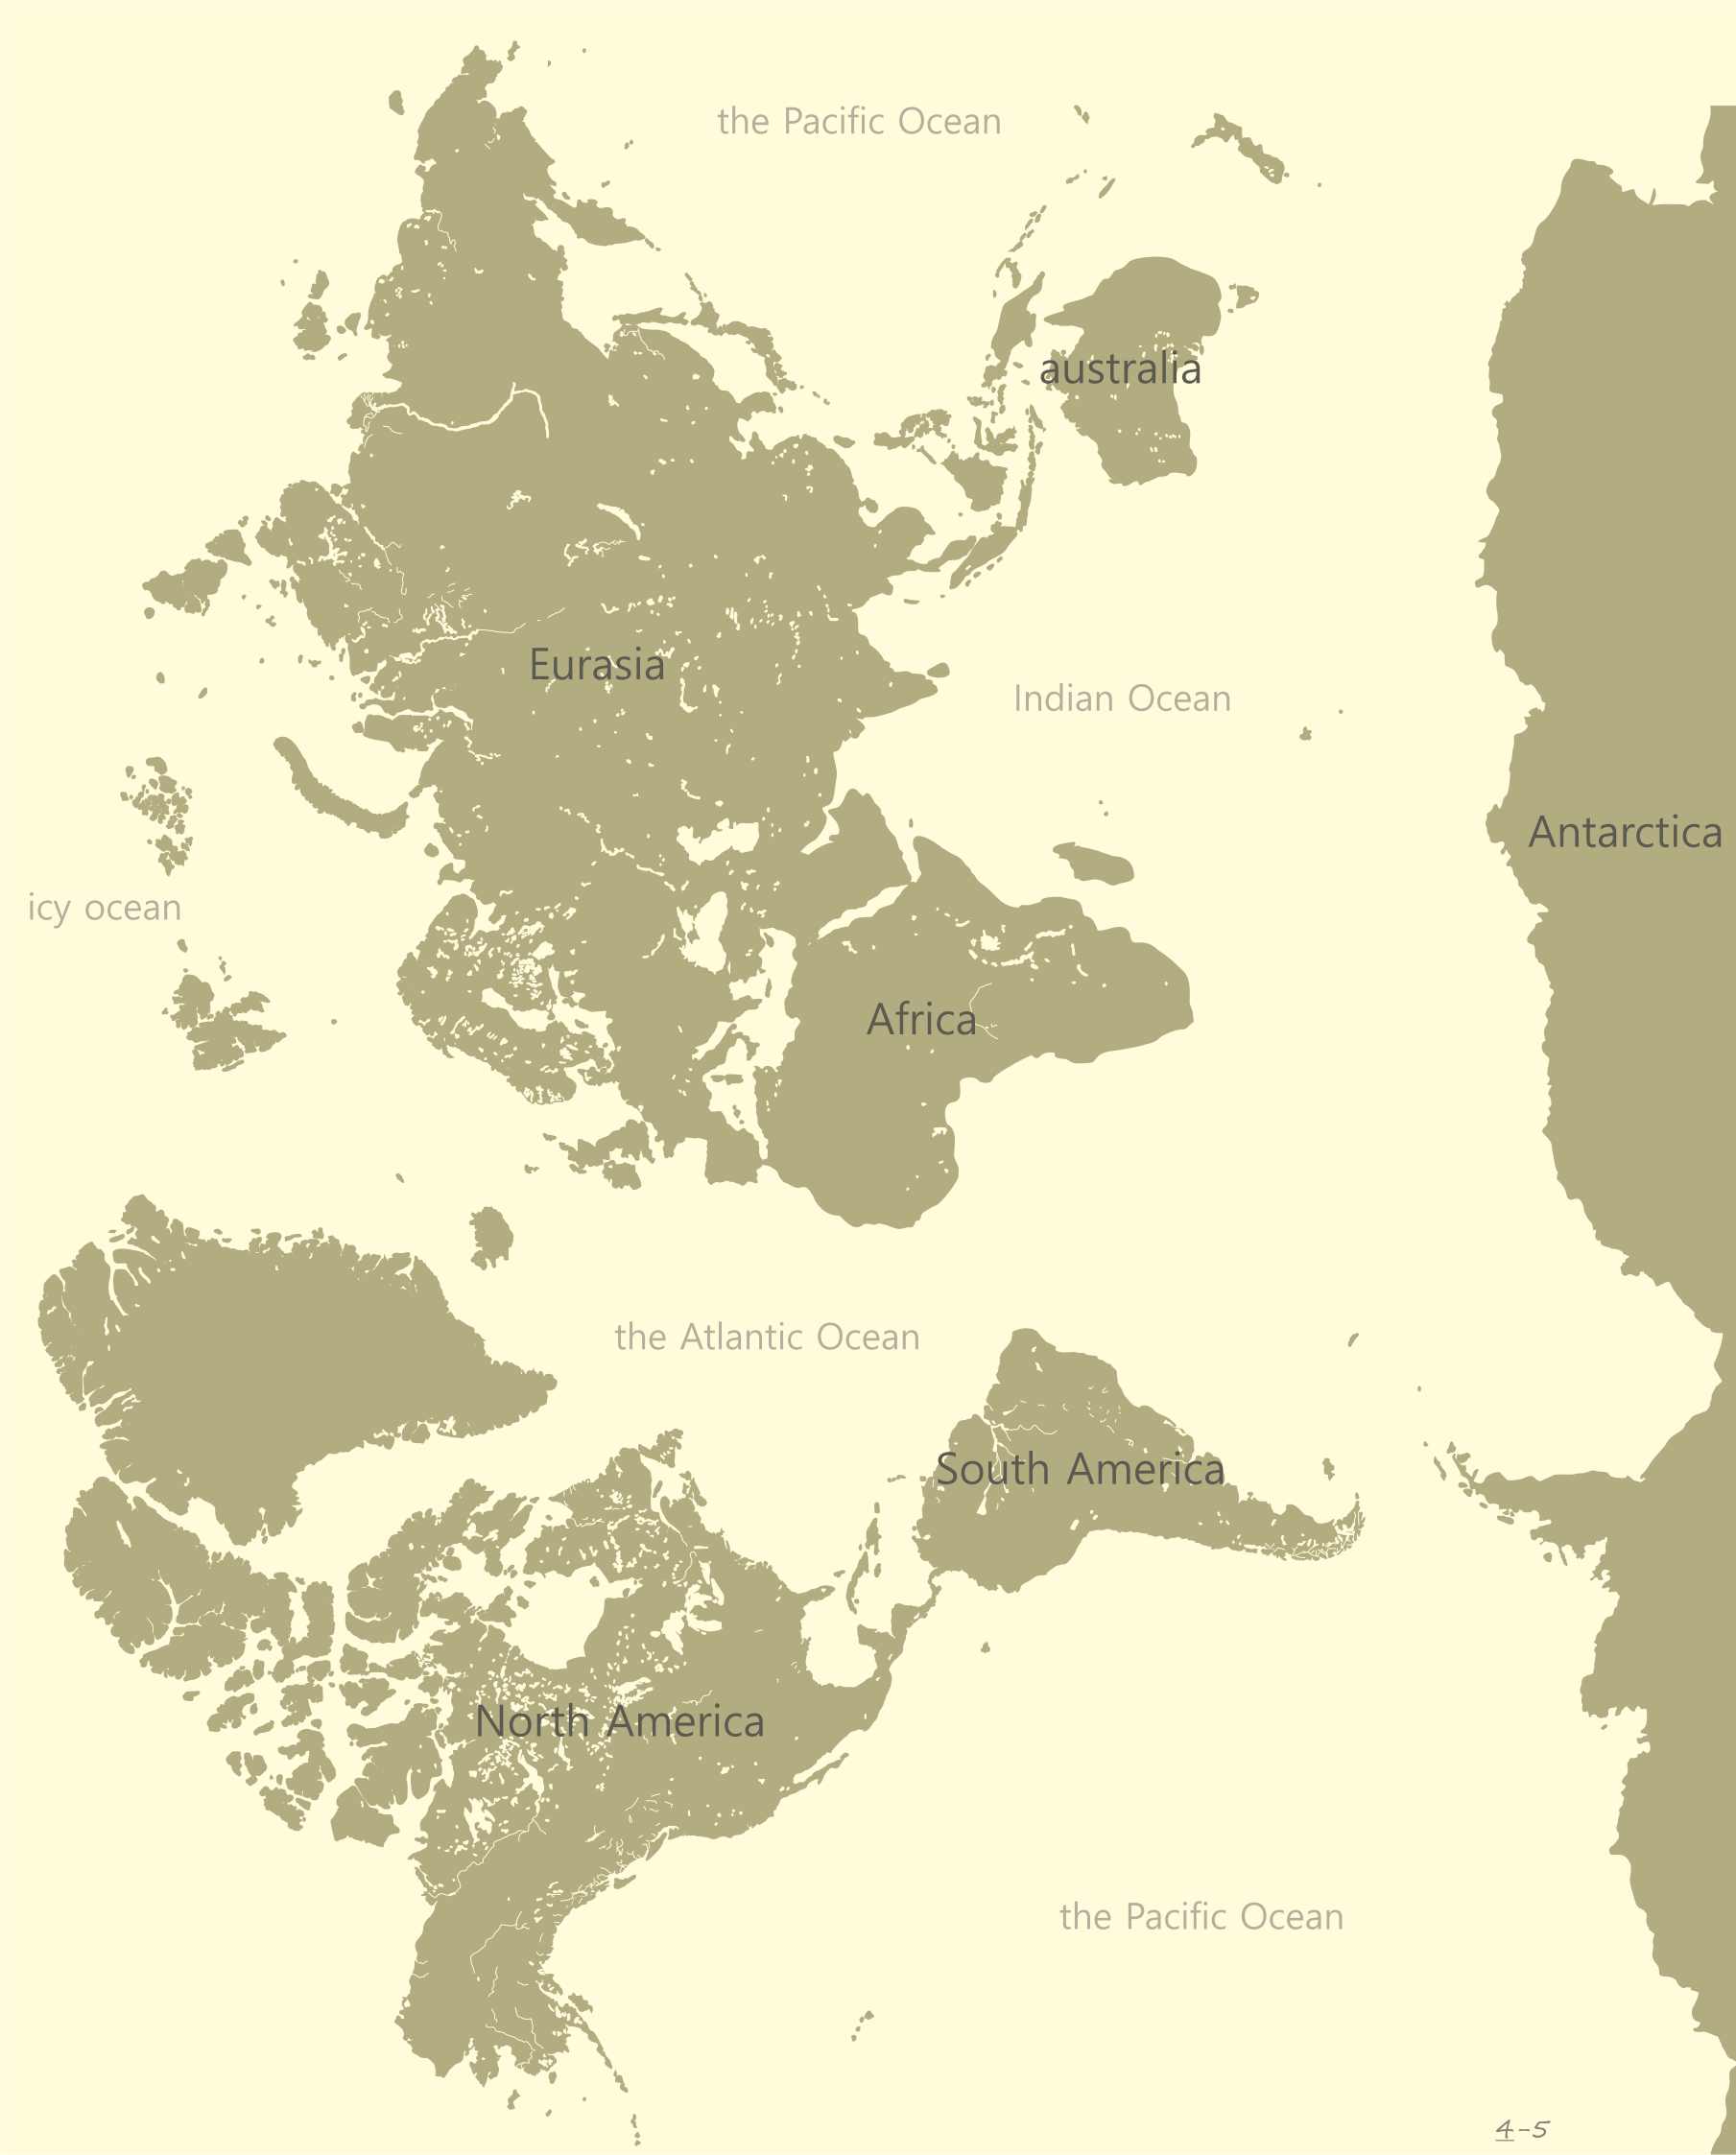 the Pacific Ocean
australia
Eurasia
Indian Ocean
Antarctica
icy ocean
Africa
the Atlantic Ocean
South America
North America
the Pacific Ocean
4-5